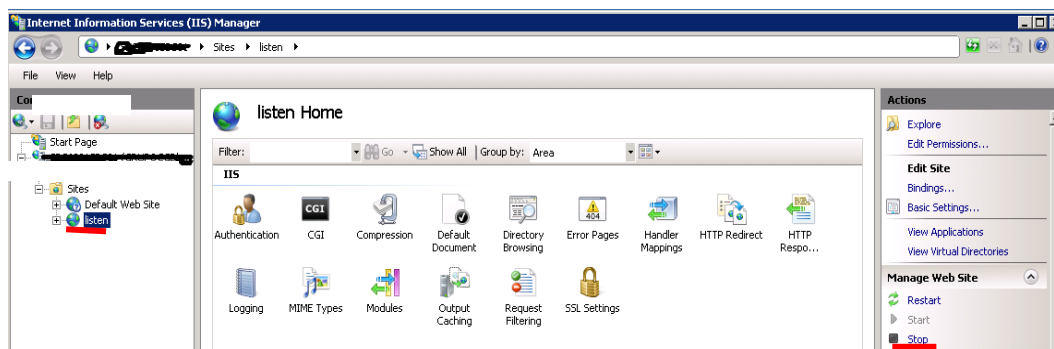 Internet Information Services (IIS) Manager
Sites listen
File View Help
Start Page
Sites
Default Web Site
listen
listen Home
Filter: Go Show All Group by: Area
IIS
Authentication CGI Compression Default Document Directory Browsing Error Pages Handler Mappings HTTP Redirect HTTP Respo...
Logging MIME Types Modules Output Caching Request Filtering SSL Settings
Actions
Explore
Edit Permissions...
Edit Site
Bindings...
Basic Settings...
View Applications
View Virtual Directories
Manage Web Site
Restart
Start
Stop